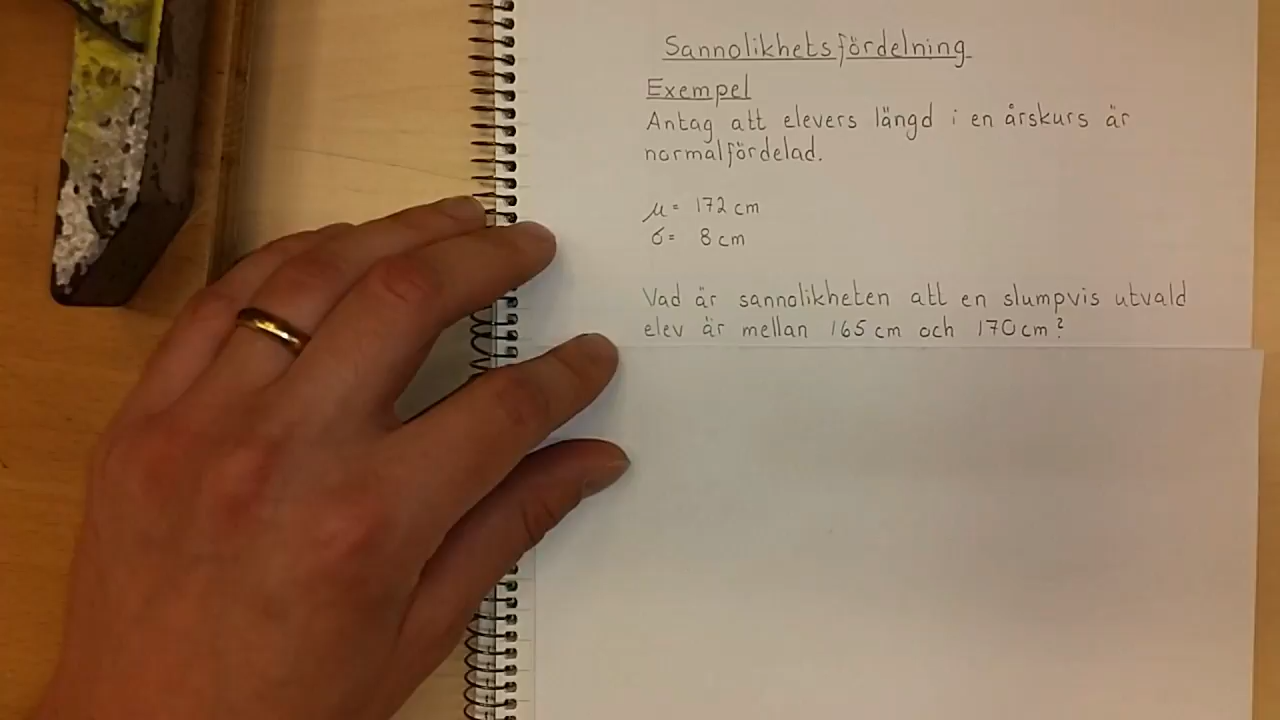 Sannolikhetsfördelning
Exempel
Antag att elevers längd i en årskurs är
normalfördelad.
μ = 172 cm
σ = 8 cm
Vad är sannolikheten att en slumpvis utvald
elev är mellan 165 cm och 170 cm?